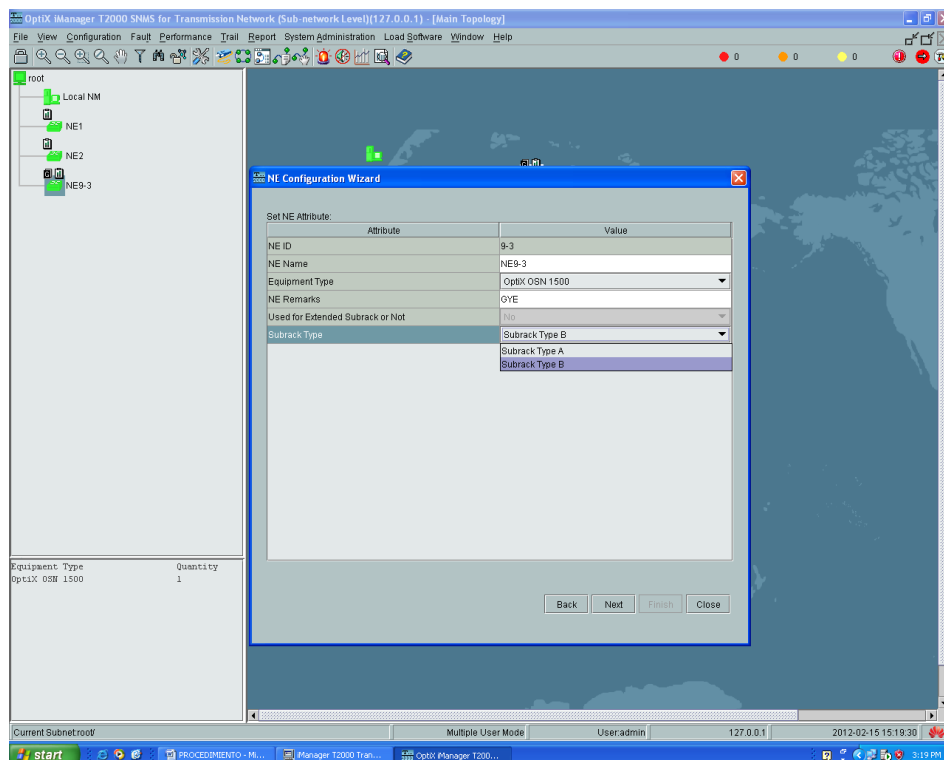 OptiX iManager T2000 SNMS for Transmission Network (Sub-network Level)(127.0.0.1) - [Main Topology]
File View Configuration Fault Performance Trail Report System Administration Load Software Window Help
0 0 0
root
Local NM
NE1
NE2
NE9-3
NE Configuration Wizard
Set NE Attribute:
Attribute Value
NE ID 9-3
NE Name NE9-3
Equipment Type OptiX OSN 1500
NE Remarks GYE
Used for Extended Subrack or Not No
Subrack Type Subrack Type B
Subrack Type A
Subrack Type B
Back Next Finish Close
Equipment Type Quantity
OptiX OSN 1500 1
Current Subnet:root/ Multiple User Mode User:admin 127.0.0.1 2012-02-15 15:19:30
start PROCEDIMIENTO - Mi... iManager T2000 Tran... OptiX iManager T200... 3:19 PM